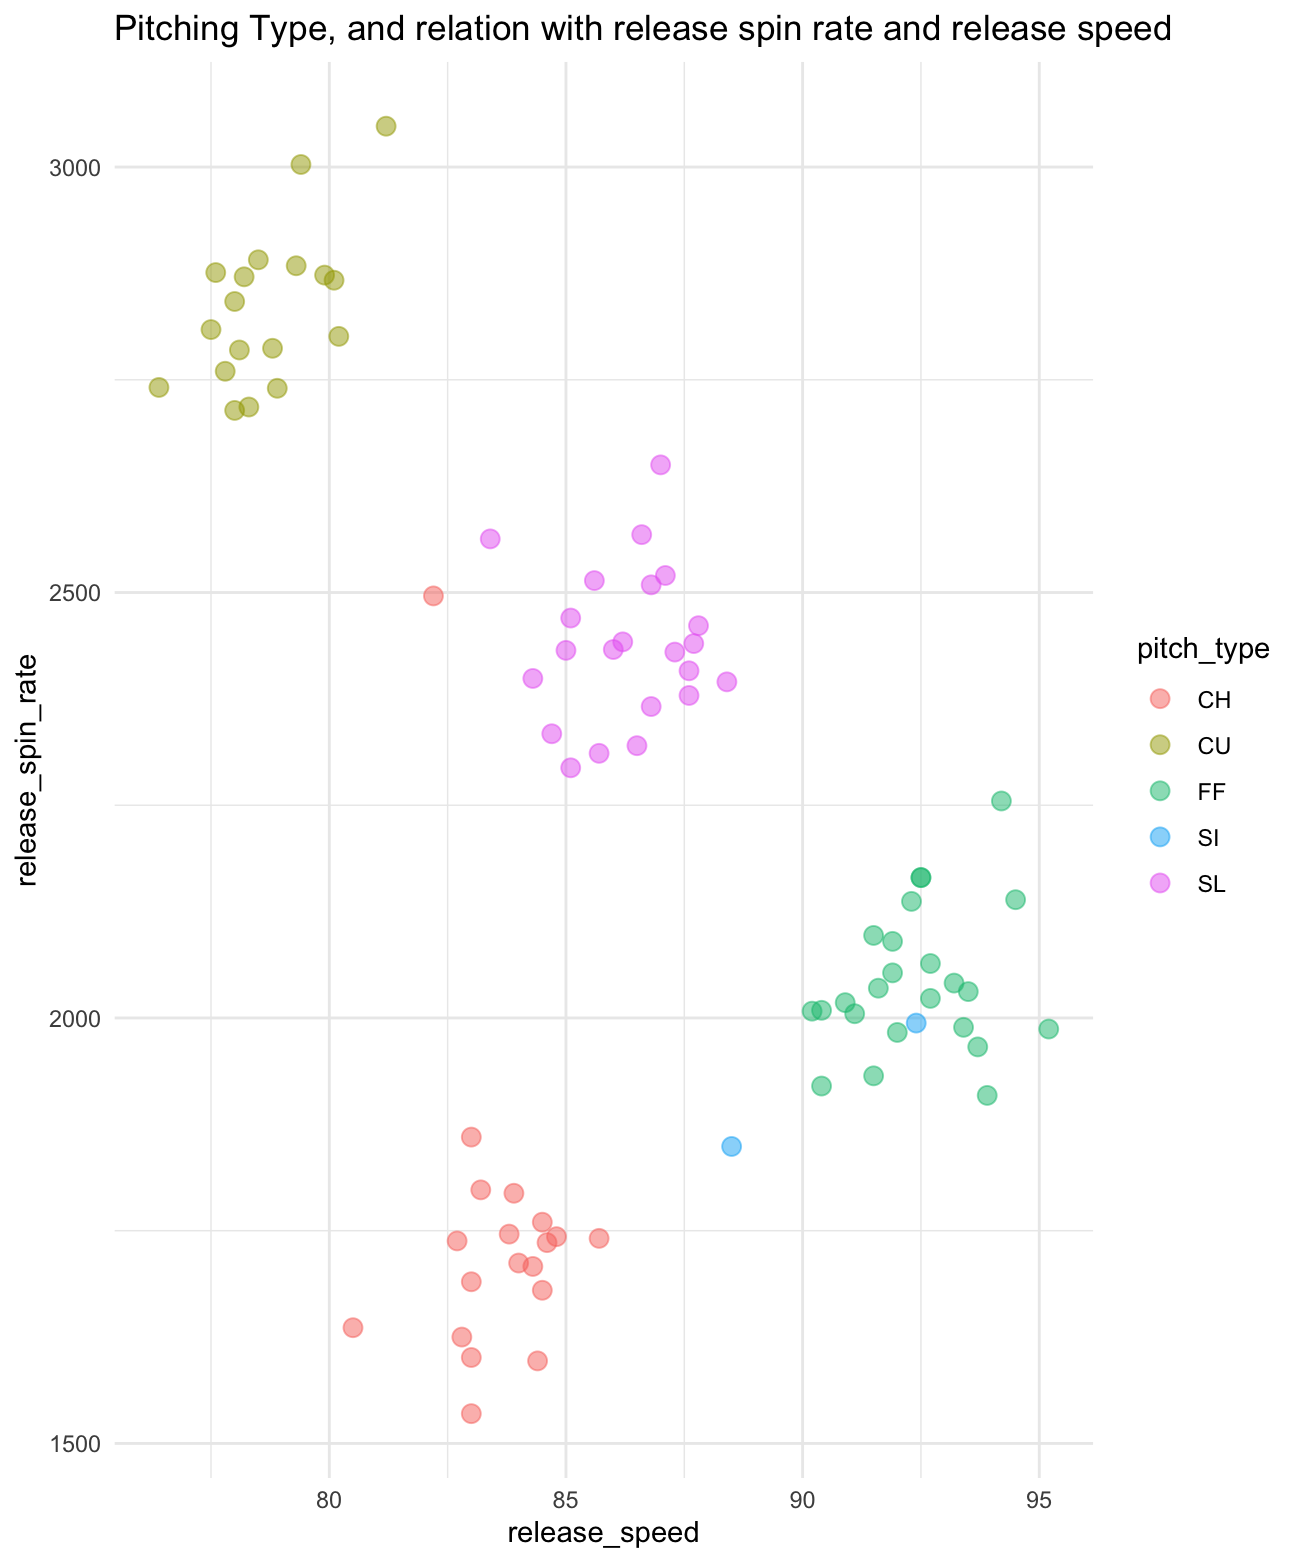 Pitching Type, and relation with release spin rate and release speed
3000
2500
2000
1500
release_spin_rate
80 85 90 95
release_speed
pitch_type
CH
CU
FF
SI
SL